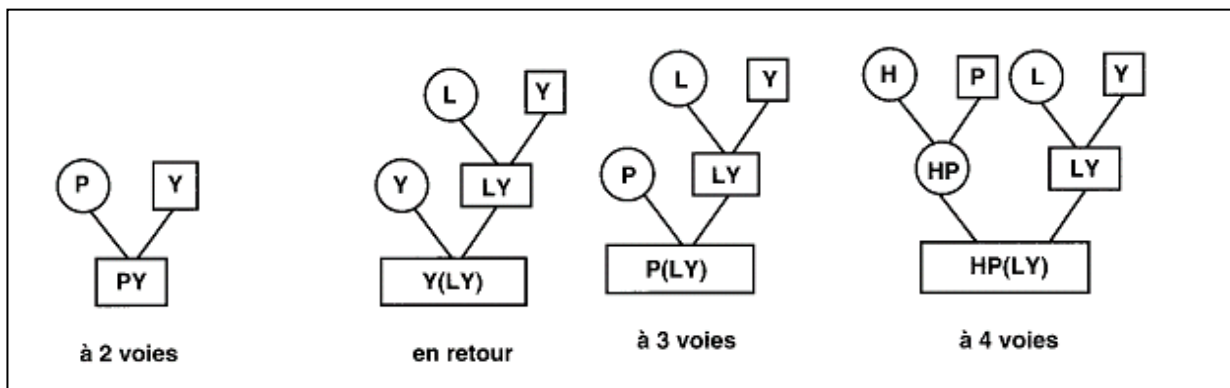 P Y
PY
à 2 voies
L Y
Y LY
Y(LY)
en retour
L Y
P LY
P(LY)
à 3 voies
H P L Y
HP LY
HP(LY)
à 4 voies